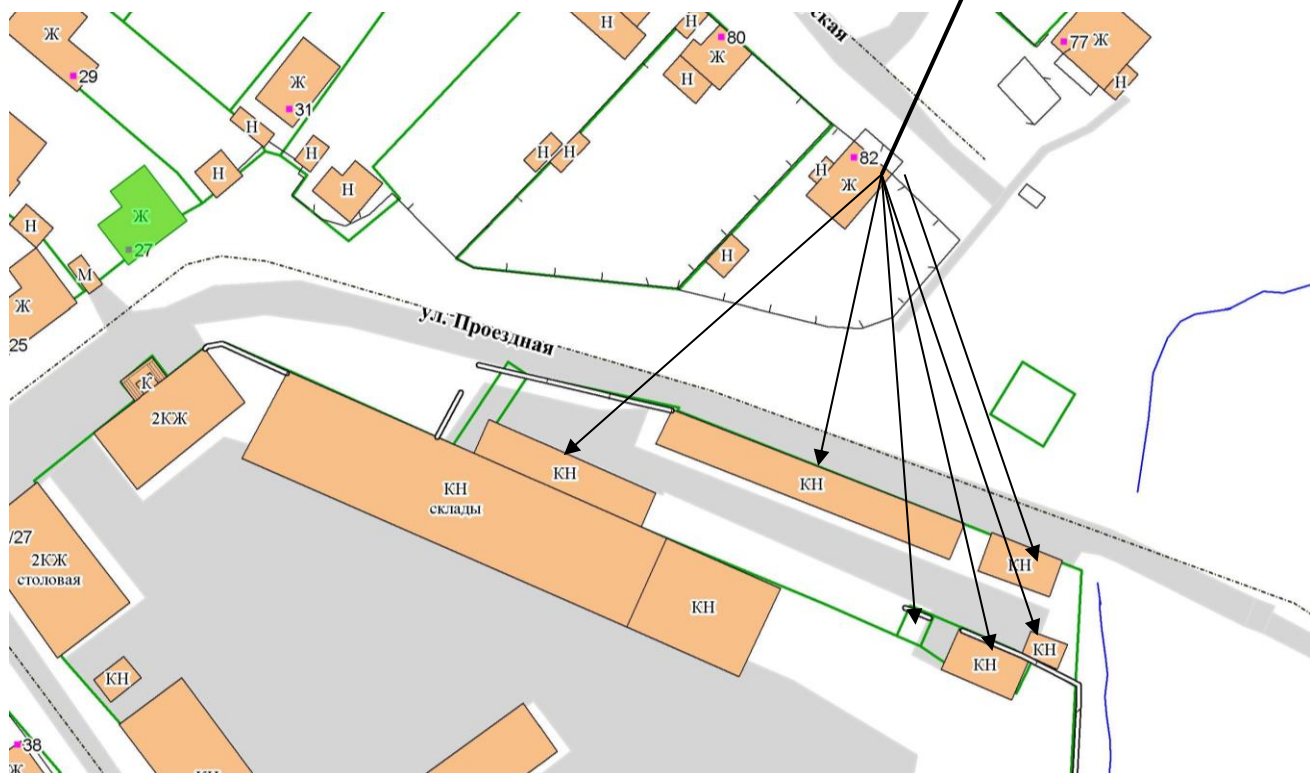 Ж
29
Ж
31
Н
Н
80
Ж
Н
ская
77
Ж
Н
Н
Н
Н
Н
Н
Н
82
Н
Ж
Н
Ж
27
М
Н
Ж
25
ул. Проездная
К
2КЖ
КН
склады
КН
КН
КН
КН
КН
КН
/27
2КЖ
столовая
КН
38
Ж
КН